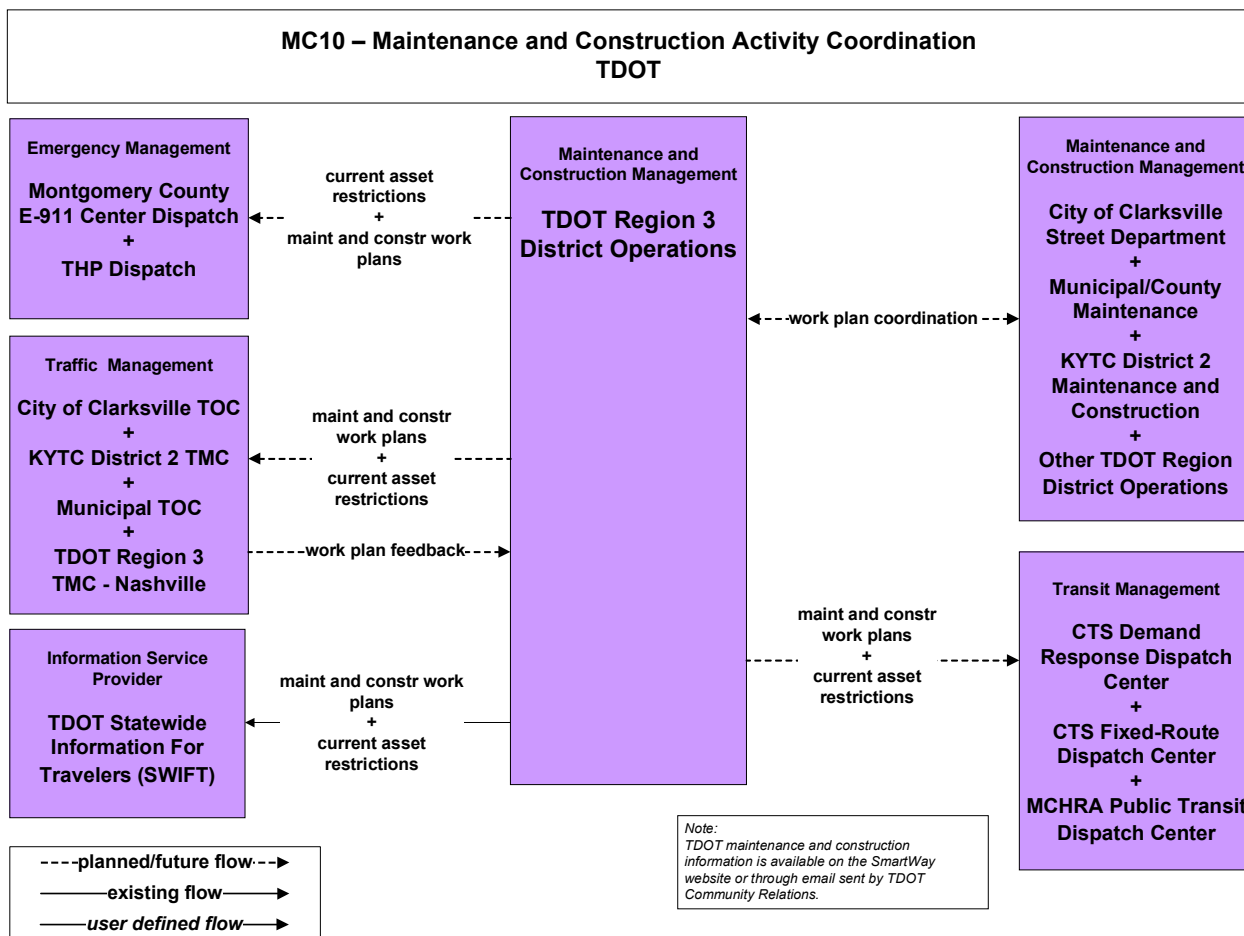 MC10 – Maintenance and Construction Activity Coordination
TDOT
Emergency Management
Montgomery County
E-911 Center Dispatch
+
THP Dispatch
current asset
restrictions
+
maint and constr work
plans
Maintenance and
Construction Management
TDOT Region 3
District Operations
Maintenance and
Construction Management
City of Clarksville
Street Department
+
Municipal/County
Maintenance
+
KYTC District 2
Maintenance and
Construction
+
Other TDOT Region
District Operations
work plan coordination
Traffic Management
City of Clarksville TOC
+
KYTC District 2 TMC
+
Municipal TOC
+
TDOT Region 3
TMC - Nashville
maint and constr
work plans
+
current asset
restrictions
work plan feedback
Transit Management
CTS Demand
Response Dispatch
Center
+
CTS Fixed-Route
Dispatch Center
+
MCHRA Public Transit
Dispatch Center
maint and constr
work plans
+
current asset
restrictions
Information Service
Provider
TDOT Statewide
Information For
Travelers (SWIFT)
maint and constr work
plans
+
current asset
restrictions
Note:
TDOT maintenance and construction
information is available on the SmartWay
website or through email sent by TDOT
Community Relations.
planned/future flow
existing flow
user defined flow